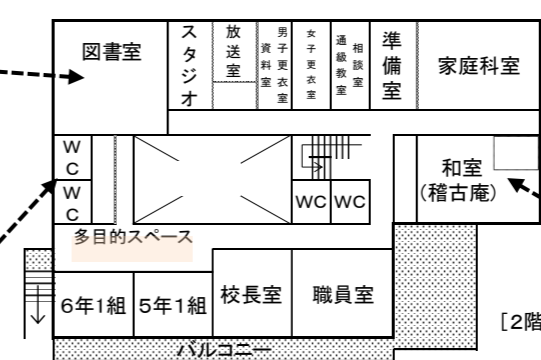 図書室
スタジオ
放送室
資料室
男子更衣室
女子更衣室
通級教室
相談室
準備室
家庭科室
WC
WC
WC
WC
和室
(稽古庵)
多目的スペース
6年1組
5年1組
校長室
職員室
バルコニー
[2階